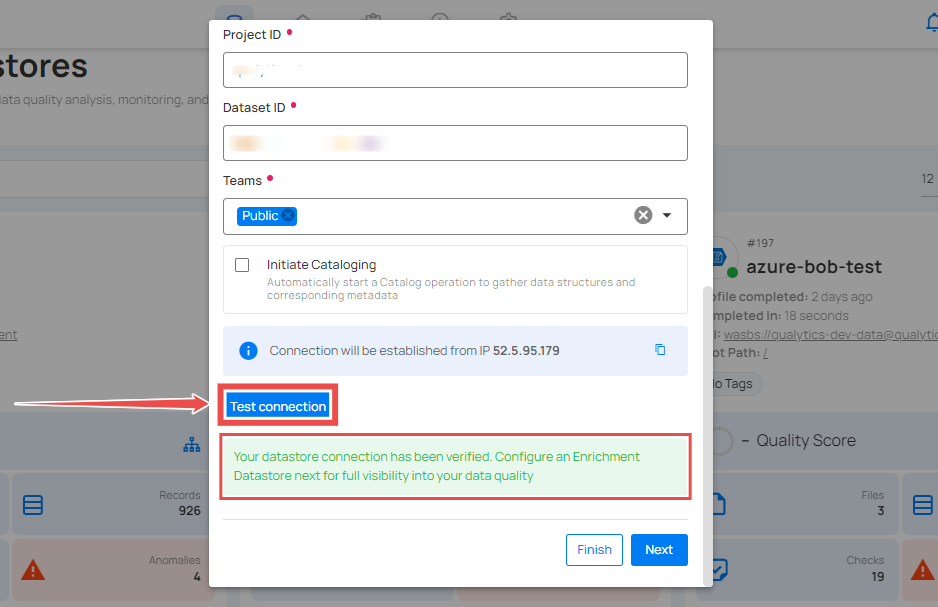 Project ID
stores
ata quality analysis, monitoring, and
Dataset ID
Teams
Public
12
Initiate Cataloging
Automatically start a Catalog operation to gather data structures and
corresponding metadata
#197
azure-bob-test
ofile completed: 2 days ago
mpleted In: 18 seconds
wasbs://qualytics-dev-data@qualytic
ot Path: /
ent
Connection will be established from IP 52.5.95.179
o Tags
Test connection
– Quality Score
Your datastore connection has been verified. Configure an Enrichment
Datastore next for full visibility into your data quality
Records
926
Files
3
Finish
Next
Anomalies
4
Checks
19